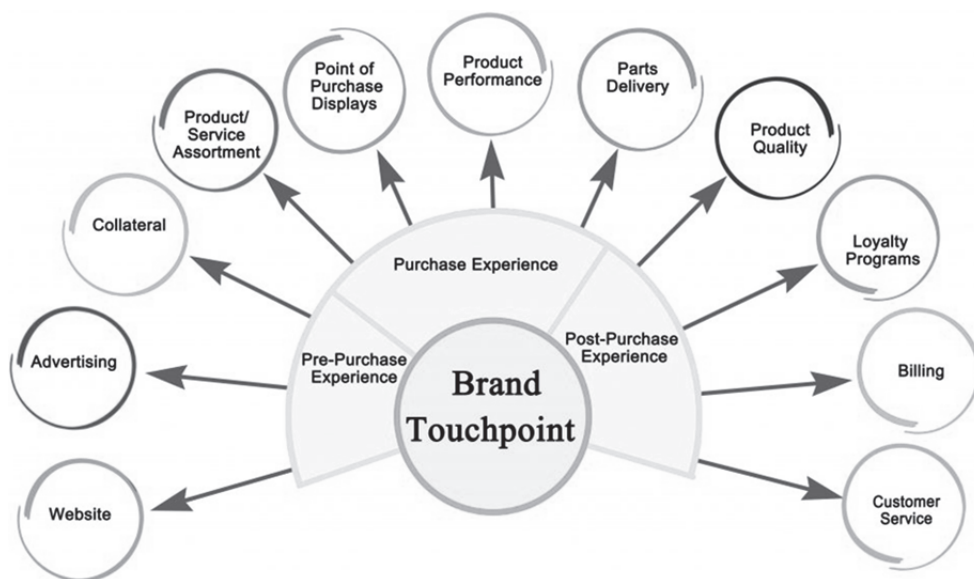 Point of
Purchase
Displays
Product
Performance
Parts
Delivery
Product/
Service
Assortment
Product
Quality
Collateral
Loyalty
Programs
Purchase Experience
Advertising
Pre-Purchase
Experience
Post-Purchase
Experience
Billing
Brand
Touchpoint
Website
Customer
Service